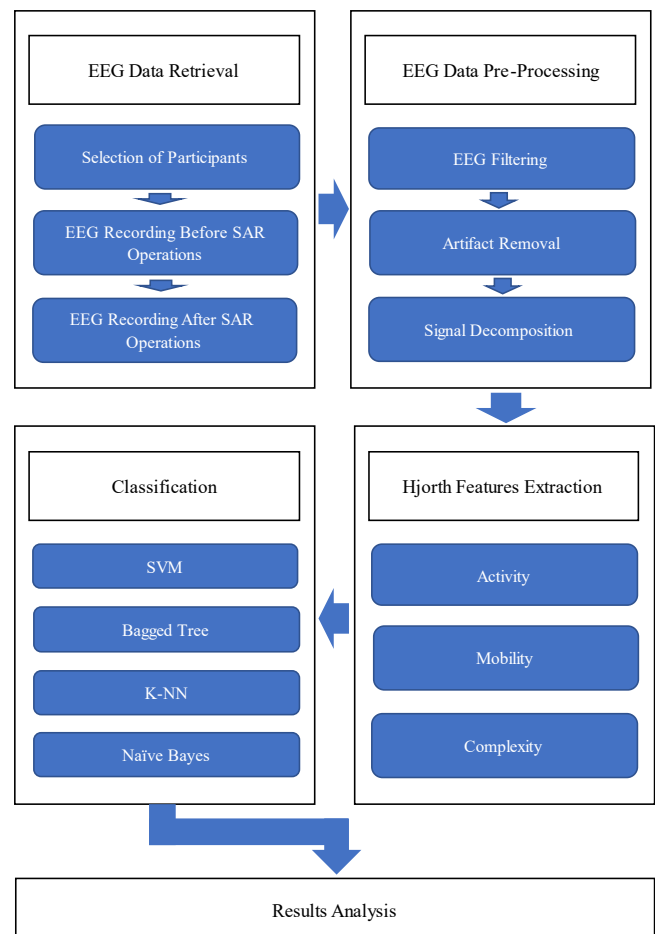 EEG Data Retrieval
Selection of Participants
EEG Recording Before SAR
Operations
EEG Recording After SAR
Operations
EEG Data Pre-Processing
EEG Filtering
Artifact Removal
Signal Decomposition
Hjorth Features Extraction
Activity
Mobility
Complexity
Classification
SVM
Bagged Tree
K-NN
Naïve Bayes
Results Analysis